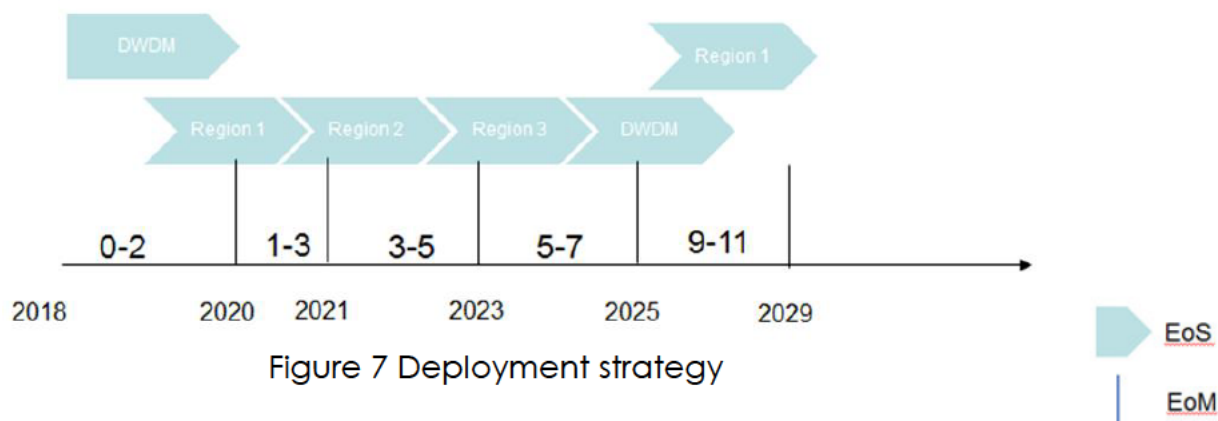 DWDM
Region 1
Region 1
Region 2
Region 3
DWDM
0-2
1-3
3-5
5-7
9-11
2018
2020
2021
2023
2025
2029
Figure 7 Deployment strategy
EoS
EoM